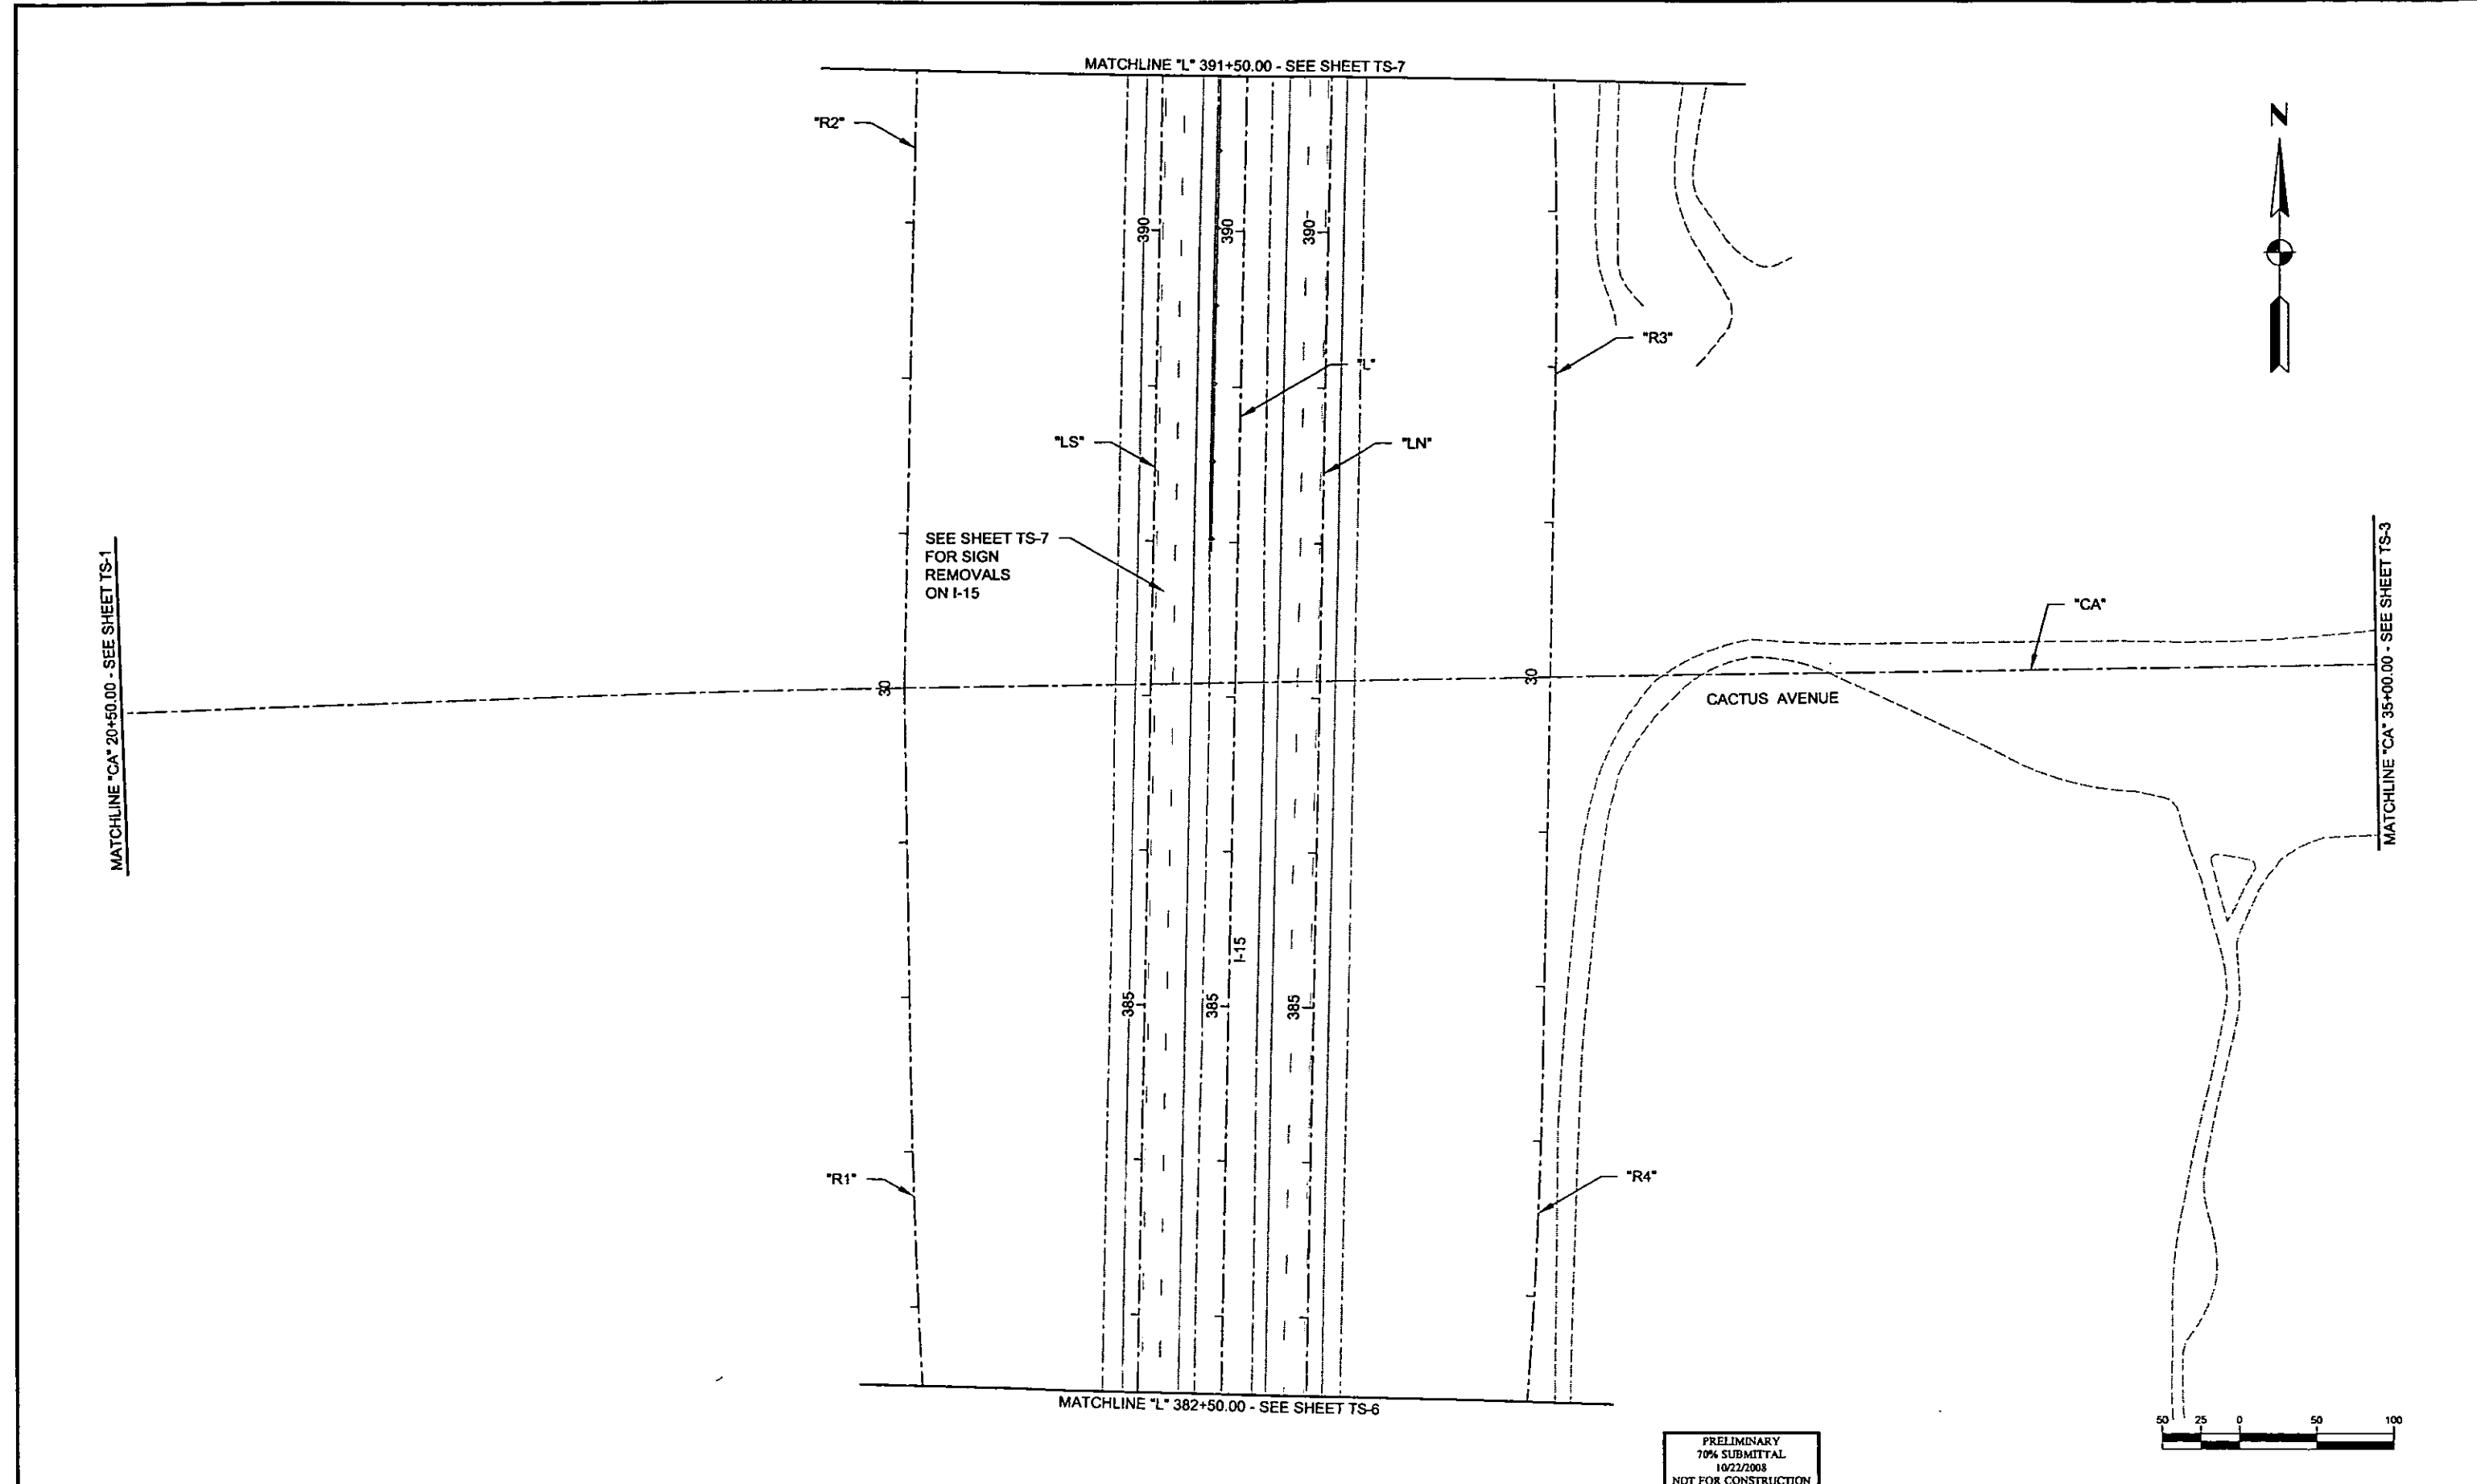 MATCHLINE "L" 391+50.00 - SEE SHEET TS-7
"R2"
N
390
390
390
"R3"
"L"
"LS"
"LN"
SEE SHEET TS-7
FOR SIGN
REMOVALS
ON I-15
MATCHLINE "CA" 20+50.00 - SEE SHEET TS-1
MATCHLINE "CA" 35+00.00 - SEE SHEET TS-3
"CA"
30
30
CACTUS AVENUE
I-15
385
385
385
"R1"
"R4"
MATCHLINE "L" 382+50.00 - SEE SHEET TS-6
50 25 0 50 100
PRELIMINARY
70% SUBMITTAL
10/22/2008
NOT FOR CONSTRUCTION